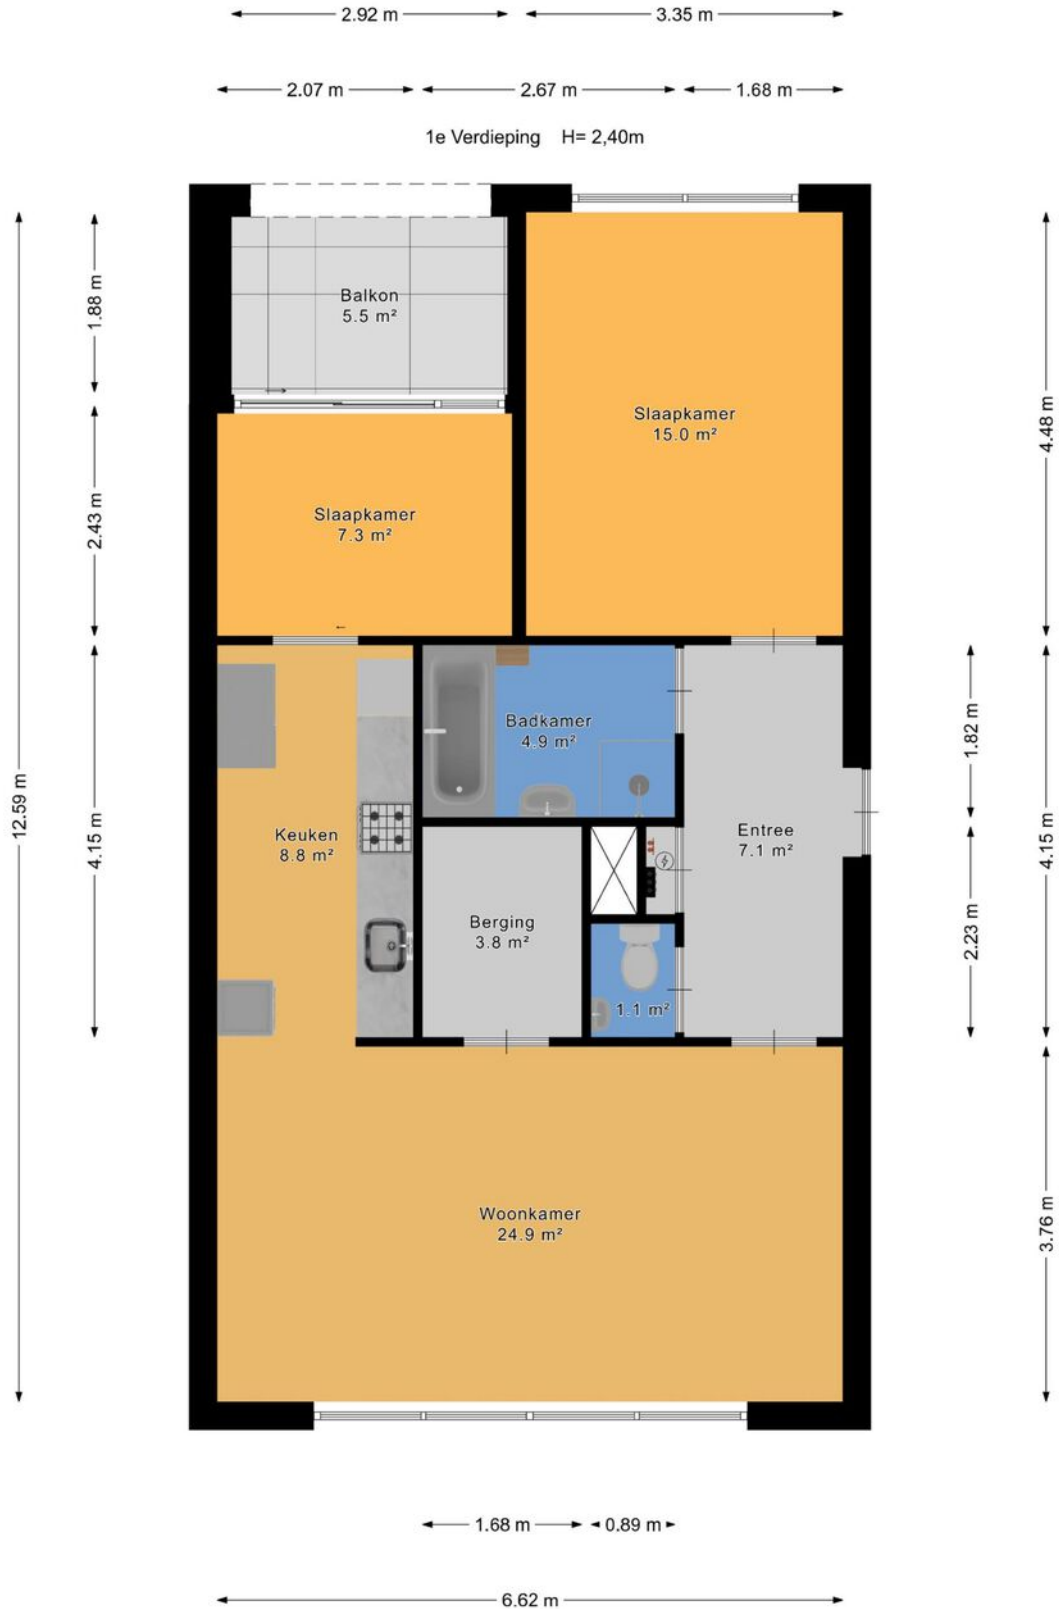 2.92 m
3.35 m
2.07 m
2.67 m
1.68 m
1e Verdieping H= 2,40m
1.88 m
2.43 m
4.15 m
12.59 m
4.48 m
4.15 m
3.76 m
1.82 m
2.23 m
Balkon
5.5 m²
Slaapkamer
15.0 m²
Slaapkamer
7.3 m²
Badkamer
4.9 m²
Keuken
8.8 m²
Entree
7.1 m²
Berging
3.8 m²
1.1 m²
Woonkamer
24.9 m²
1.68 m
0.89 m
6.62 m